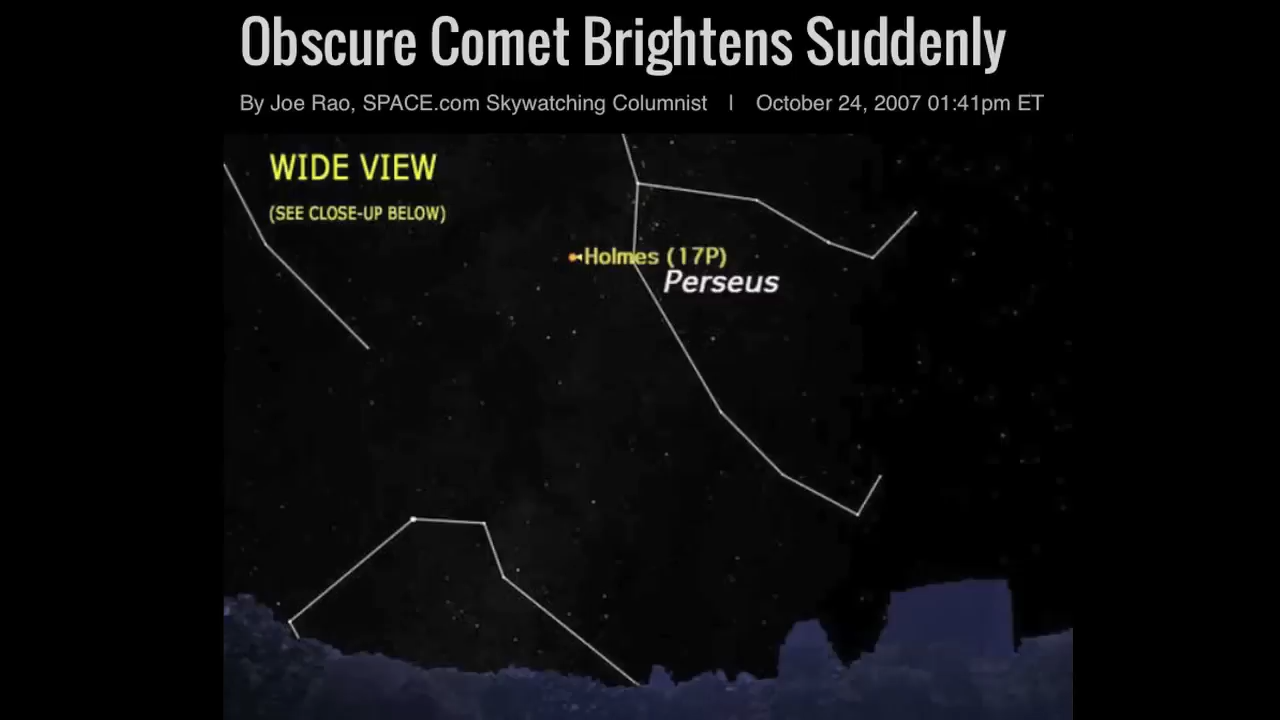 Obscure Comet Brightens Suddenly
By Joe Rao, SPACE.com Skywatching Columnist | October 24, 2007 01:41pm ET
WIDE VIEW
(SEE CLOSE-UP BELOW)
Holmes (17P)
Perseus